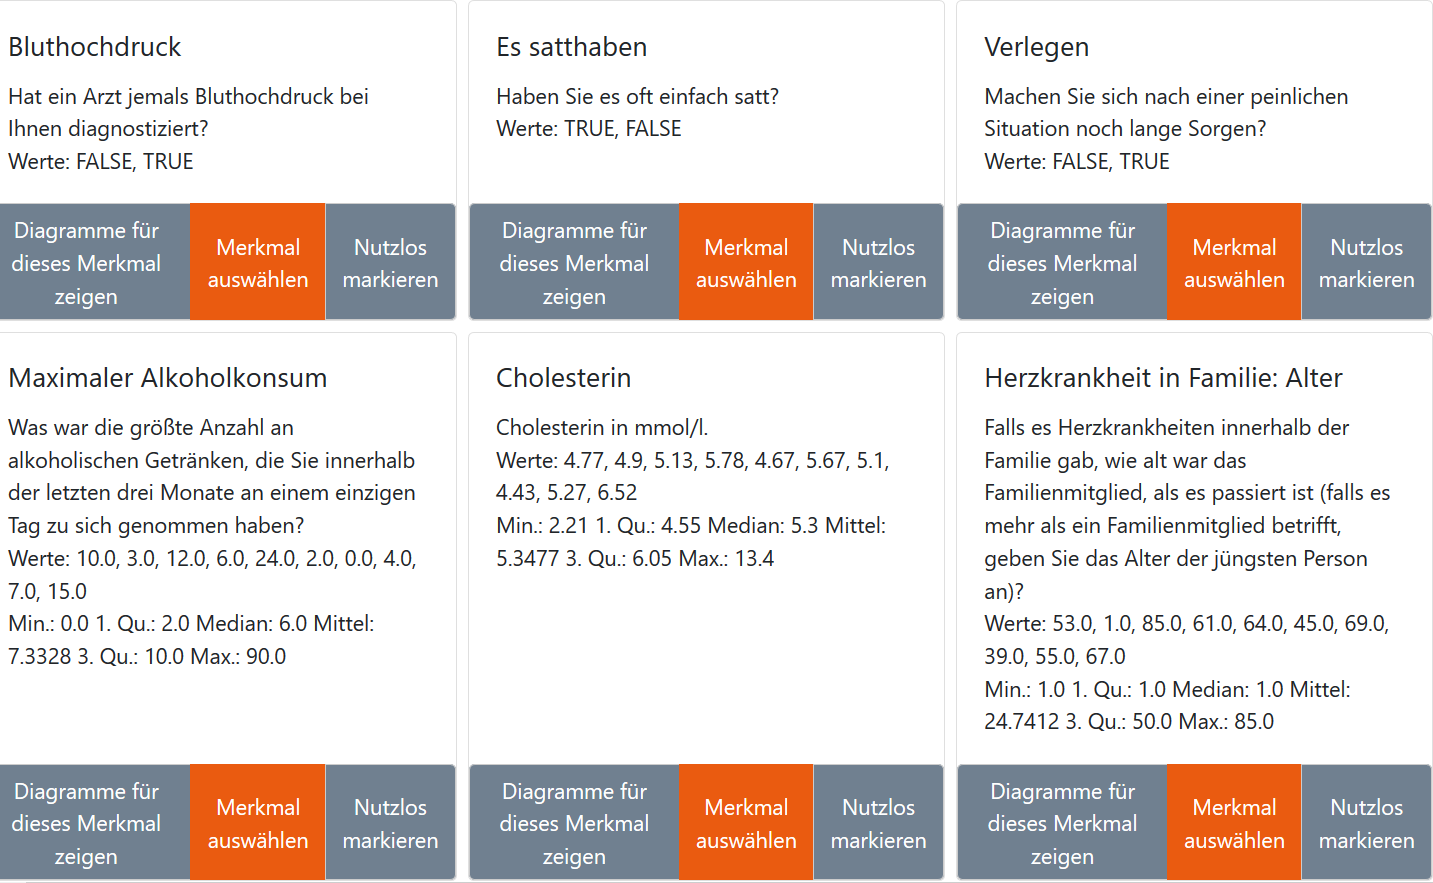 Bluthochdruck
Hat ein Arzt jemals Bluthochdruck bei
Ihnen diagnostiziert?
Werte: FALSE, TRUE
Diagramme für
dieses Merkmal
zeigen
Merkmal
auswählen
Nutzlos
markieren
Es satthaben
Haben Sie es oft einfach satt?
Werte: TRUE, FALSE
Diagramme für
dieses Merkmal
zeigen
Merkmal
auswählen
Nutzlos
markieren
Verlegen
Machen Sie sich nach einer peinlichen
Situation noch lange Sorgen?
Werte: FALSE, TRUE
Diagramme für
dieses Merkmal
zeigen
Merkmal
auswählen
Nutzlos
markieren
Maximaler Alkoholkonsum
Was war die größte Anzahl an
alkoholischen Getränken, die Sie innerhalb
der letzten drei Monate an einem einzigen
Tag zu sich genommen haben?
Werte: 10.0, 3.0, 12.0, 6.0, 24.0, 2.0, 0.0, 4.0,
7.0, 15.0
Min.: 0.0 1. Qu.: 2.0 Median: 6.0 Mittel:
7.3328 3. Qu.: 10.0 Max.: 90.0
Diagramme für
dieses Merkmal
zeigen
Merkmal
auswählen
Nutzlos
markieren
Cholesterin
Cholesterin in mmol/l.
Werte: 4.77, 4.9, 5.13, 5.78, 4.67, 5.67, 5.1,
4.43, 5.27, 6.52
Min.: 2.21 1. Qu.: 4.55 Median: 5.3 Mittel:
5.3477 3. Qu.: 6.05 Max.: 13.4
Diagramme für
dieses Merkmal
zeigen
Merkmal
auswählen
Nutzlos
markieren
Herzkrankheit in Familie: Alter
Falls es Herzkrankheiten innerhalb der
Familie gab, wie alt war das
Familienmitglied, als es passiert ist (falls es
mehr als ein Familienmitglied betrifft,
geben Sie das Alter der jüngsten Person
an)?
Werte: 53.0, 1.0, 85.0, 61.0, 64.0, 45.0, 69.0,
39.0, 55.0, 67.0
Min.: 1.0 1. Qu.: 1.0 Median: 1.0 Mittel:
24.7412 3. Qu.: 50.0 Max.: 85.0
Diagramme für
dieses Merkmal
zeigen
Merkmal
auswählen
Nutzlos
markieren